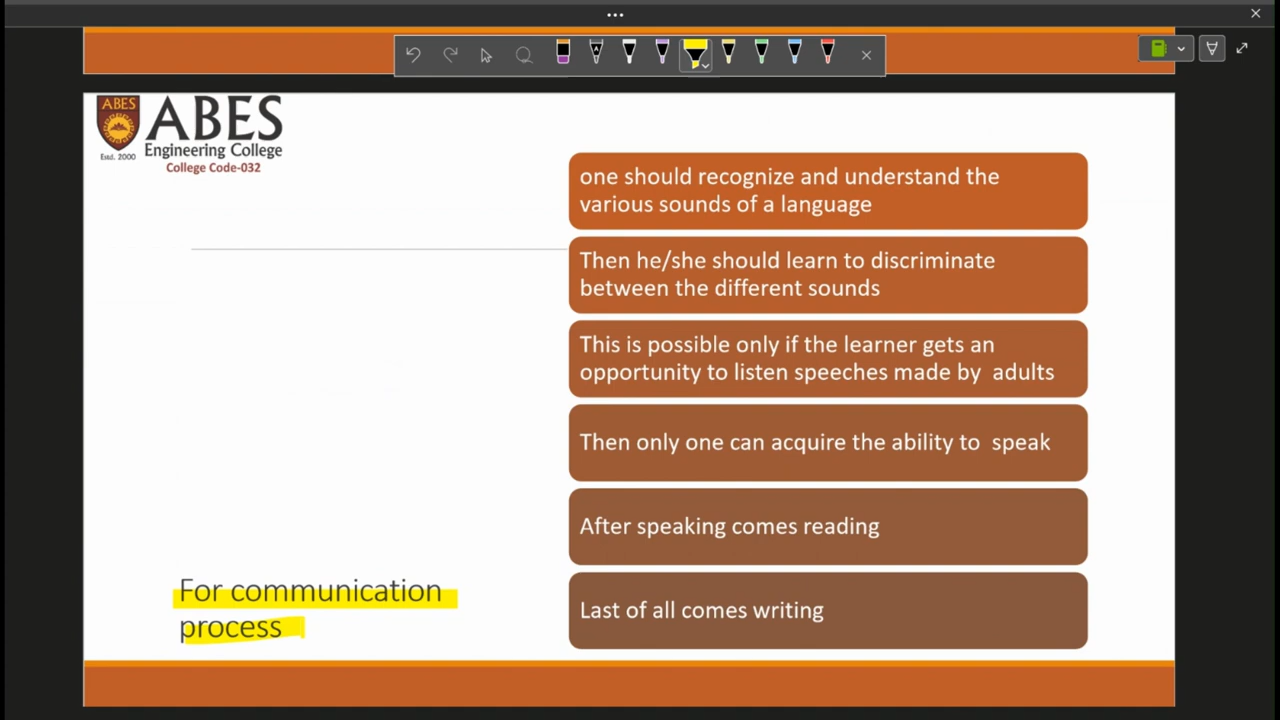 ABES
ABES
Engineering College
Estd. 2000
College Code-032
one should recognize and understand the
various sounds of a language
Then he/she should learn to discriminate
between the different sounds
This is possible only if the learner gets an
opportunity to listen speeches made by adults
Then only one can acquire the ability to speak
After speaking comes reading
Last of all comes writing
For communication
process